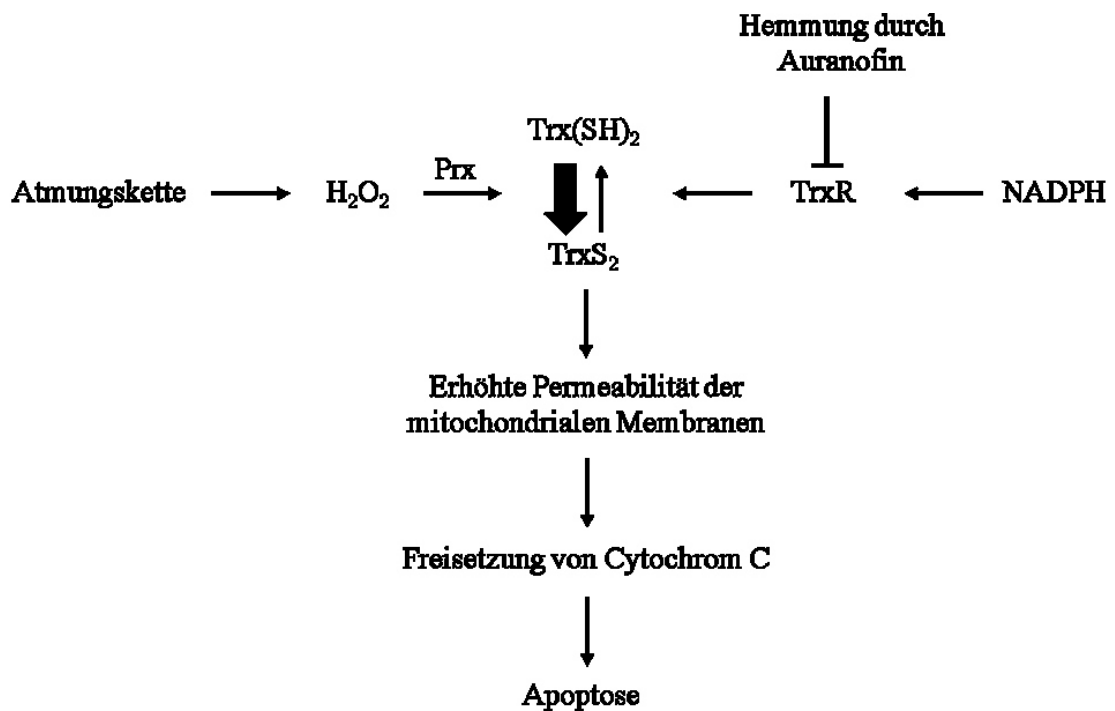 Hemmung durch
Auranofin
Trx(SH)₂
Prx
Atmungskette
H₂O₂
TrxR
NADPH
TrxS₂
Erhöhte Permeabilität der
mitochondrialen Membranen
Freisetzung von Cytochrom C
Apoptose